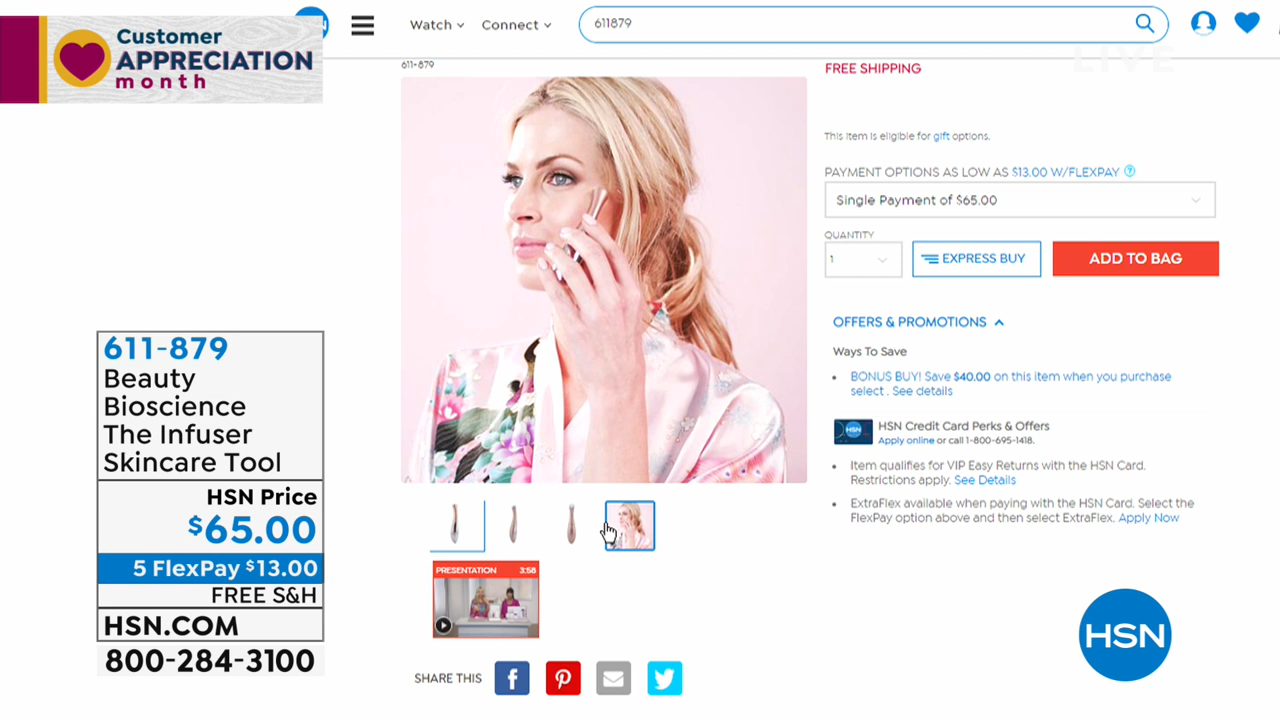 Customer
APPRECIATION
month
Watch
Connect
611879
LIVE
611-879
FREE SHIPPING
This item is eligible for gift options.
PAYMENT OPTIONS AS LOW AS $13.00 W/FLEXPAY ?
Single Payment of $65.00
QUANTITY
1
EXPRESS BUY
ADD TO BAG
OFFERS & PROMOTIONS
Ways To Save
• BONUS BUY! Save $40.00 on this item when you purchase
select . See details
HSN
HSN Credit Card Perks & Offers
Apply online or call 1-800-695-1418.
• Item qualifies for VIP Easy Returns with the HSN Card.
Restrictions apply. See Details
• ExtraFlex available when paying with the HSN Card. Select the
FlexPay option above and then select ExtraFlex. Apply Now
611-879
Beauty
Bioscience
The Infuser
Skincare Tool
HSN Price
$65.00
5 FlexPay $13.00
FREE S&H
HSN.COM
800-284-3100
PRESENTATION 3:58
SHARE THIS
HSN